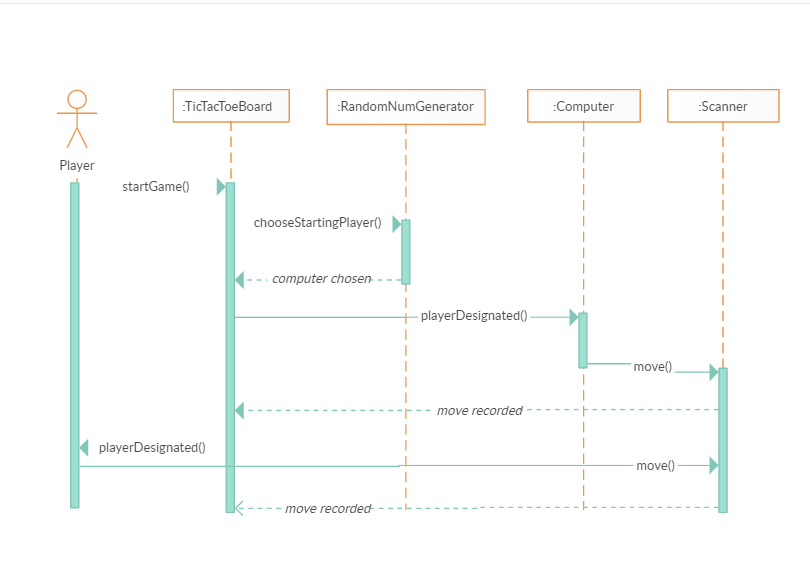 :TicTacToeBoard
:RandomNumGenerator
:Computer
:Scanner
Player
startGame()
chooseStartingPlayer()
computer chosen
playerDesignated()
move()
move recorded
playerDesignated()
move()
move recorded